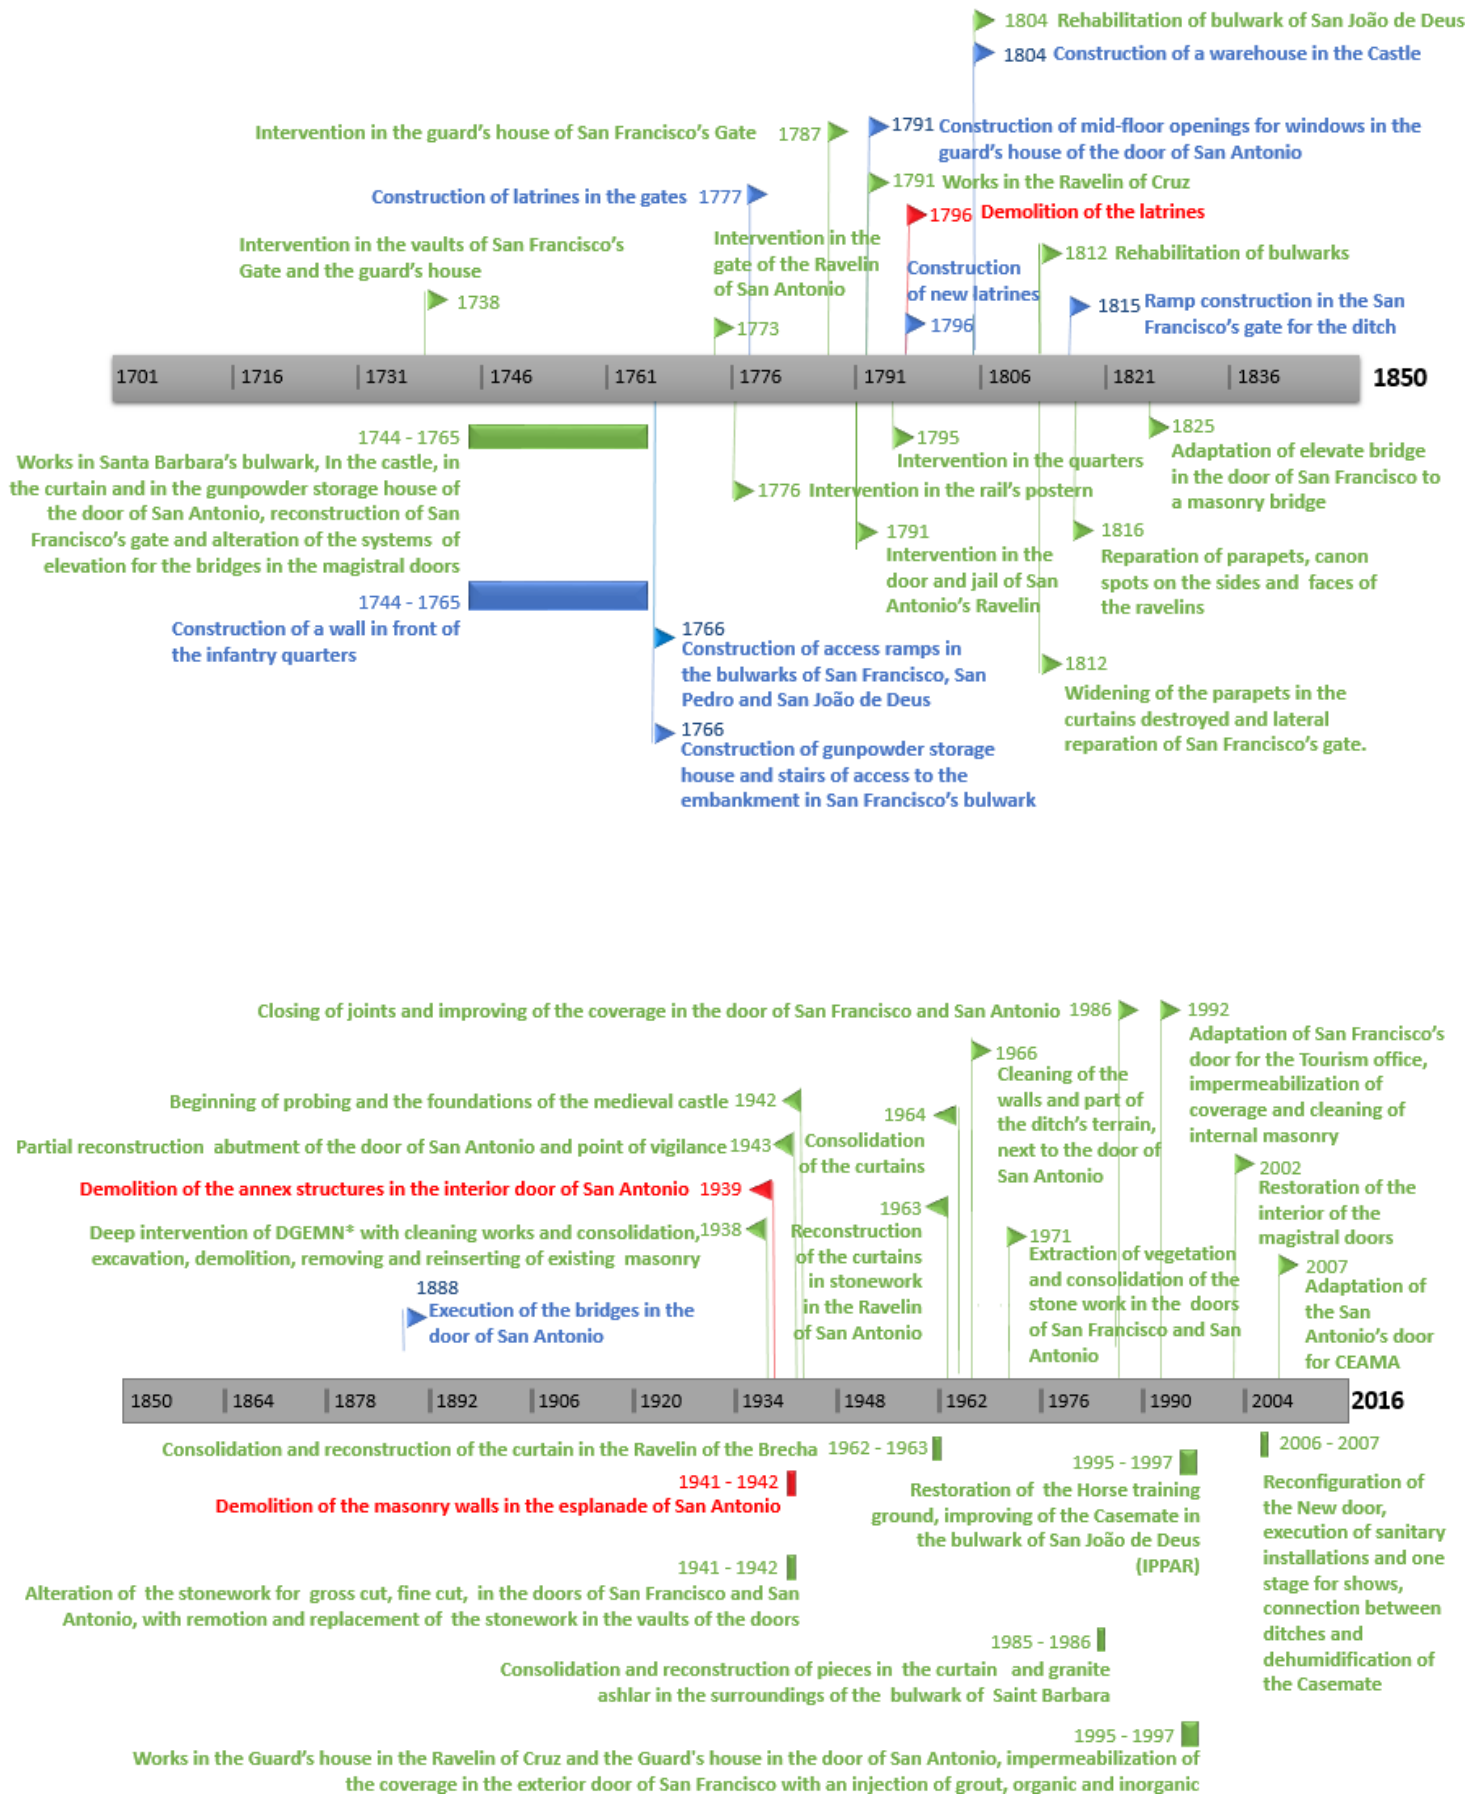 1804 Rehabilitation of bulwark of San João de Deus
1804 Construction of a warehouse in the Castle
Intervention in the guard's house of San Francisco's Gate 1787
1791 Construction of mid-floor openings for windows in the
guard's house of the door of San Antonio
1791 Works in the Ravelin of Cruz
Construction of latrines in the gates 1777
1796 Demolition of the latrines
Intervention in the vaults of San Francisco's
Gate and the guard's house
1738
Intervention in the
gate of the Ravelin
of San Antonio
1773
Construction
of new latrines
1796
1812 Rehabilitation of bulwarks
1815 Ramp construction in the San
Francisco's gate for the ditch
1701 1716 1731 1746 1761 1776 1791 1806 1821 1836 1850
1744 - 1765
Works in Santa Barbara's bulwark, In the castle, in
the curtain and in the gunpowder storage house of
the door of San Antonio, reconstruction of San
Francisco's gate and alteration of the systems of
elevation for the bridges in the magistral doors
1744 - 1765
Construction of a wall in front of
the infantry quarters
1766
Construction of access ramps in
the bulwarks of San Francisco, San
Pedro and San João de Deus
1766
Construction of gunpowder storage
house and stairs of access to the
embankment in San Francisco's bulwark
1795
Intervention in the quarters
1776 Intervention in the rail's postern
1791
Intervention in the
door and jail of San
Antonio's Ravelin
1825
Adaptation of elevate bridge
in the door of San Francisco to
a masonry bridge
1816
Reparation of parapets, canon
spots on the sides and faces of
the ravelins
1812
Widening of the parapets in the
curtains destroyed and lateral
reparation of San Francisco's gate.
Closing of joints and improving of the coverage in the door of San Francisco and San Antonio 1986
1992
Adaptation of San Francisco's
door for the Tourism office,
impermeabilization of
coverage and cleaning of
internal masonry
1966
Cleaning of the
walls and part of
the ditch's terrain,
next to the door of
San Antonio
Beginning of probing and the foundations of the medieval castle 1942
1964
Consolidation
of the curtains
Partial reconstruction abutment of the door of San Antonio and point of vigilance 1943
Demolition of the annex structures in the interior door of San Antonio 1939
2002
Restoration of the
interior of the
magistral doors
1963
Reconstruction
of the curtains
in stonework
in the Ravelin
of San Antonio
Deep intervention of DGEMN* with cleaning works and consolidation, 1938
excavation, demolition, removing and reinserting of existing masonry
1971
Extraction of vegetation
and consolidation of the
stone work in the doors
of San Francisco and San
Antonio
2007
Adaptation of
the San
Antonio's door
for CEAMA
1888
Execution of the bridges in the
door of San Antonio
1850 1864 1878 1892 1906 1920 1934 1948 1962 1976 1990 2004 2016
Consolidation and reconstruction of the curtain in the Ravelin of the Brecha 1962 - 1963
1941 - 1942
Demolition of the masonry walls in the esplanade of San Antonio
1941 - 1942
Alteration of the stonework for gross cut, fine cut, in the doors of San Francisco and San
Antonio, with remotion and replacement of the stonework in the vaults of the doors
1995 - 1997
Restoration of the Horse training
ground, improving of the Casemate in
the bulwark of San João de Deus
(IPPAR)
2006 - 2007
Reconfiguration of
the New door,
execution of sanitary
installations and one
stage for shows,
connection between
ditches and
dehumidification of
the Casemate
1985 - 1986
Consolidation and reconstruction of pieces in the curtain and granite
ashlar in the surroundings of the bulwark of Saint Barbara
1995 - 1997
Works in the Guard's house in the Ravelin of Cruz and the Guard's house in the door of San Antonio, impermeabilization of
the coverage in the exterior door of San Francisco with an injection of grout, organic and inorganic